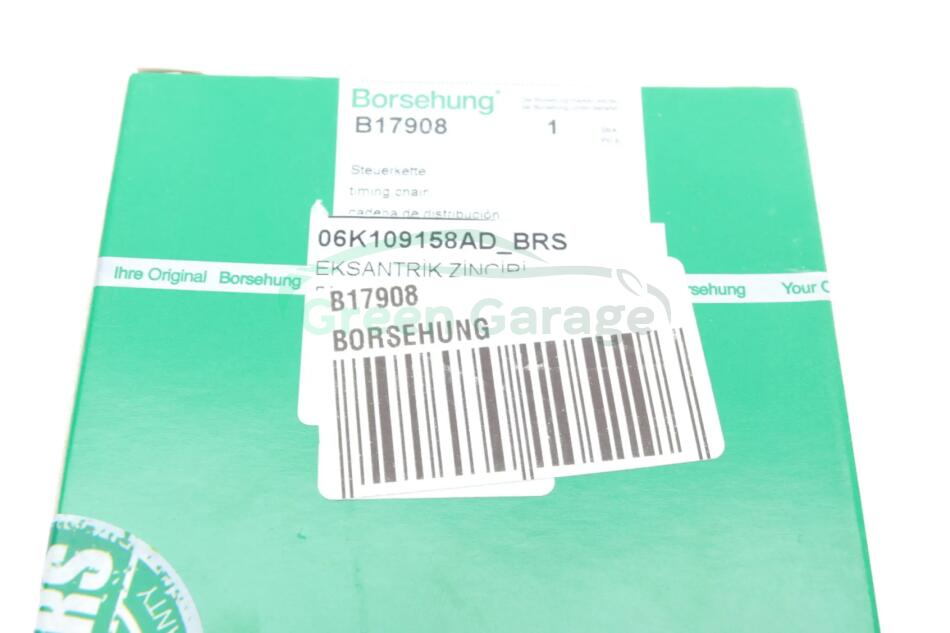 Borsehung
B17908 1
Steuerkette
timing chain
cadena de distribución
06K109158AD_BRS
EKSANTRİK ZİNCİRİ
Ihre Original Borsehung
B17908
Green Garage
BORSEHUNG
Your